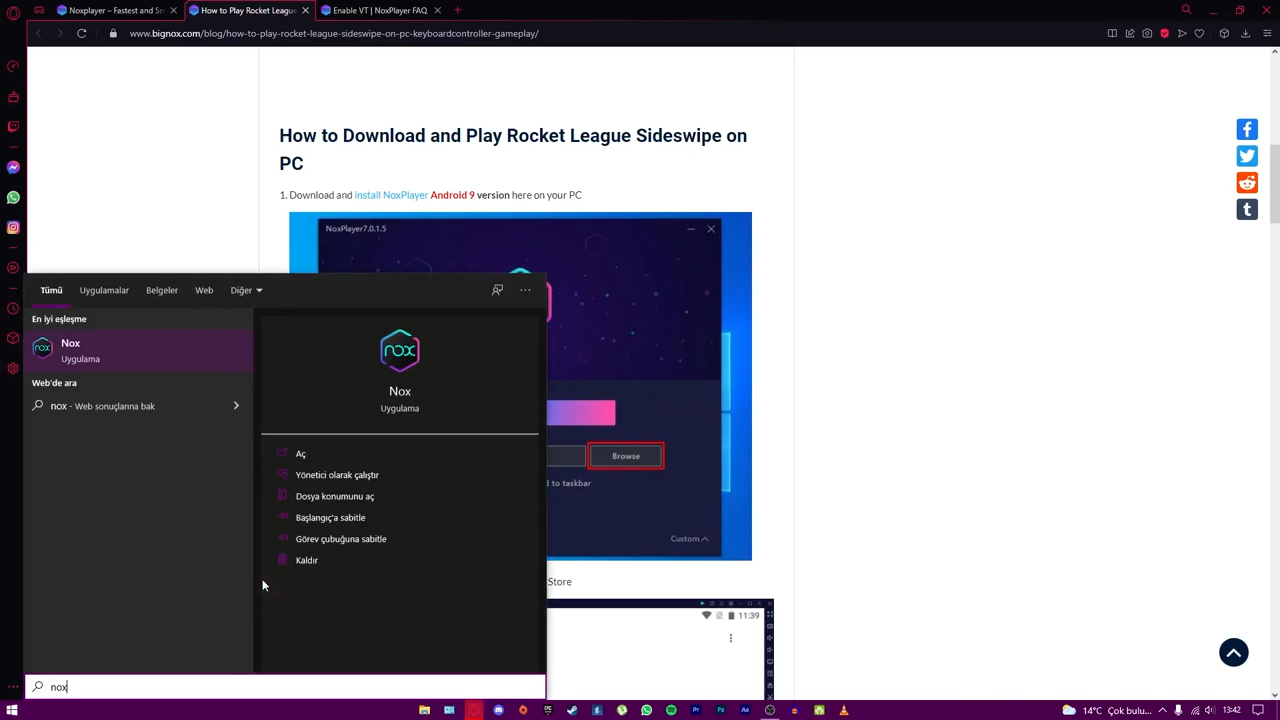 Noxplayer – Fastest and Sm
How to Play Rocket League
Enable VT | NoxPlayer FAQ
www.bignox.com/blog/how-to-play-rocket-league-sideswipe-on-pc-keyboardcontroller-gameplay/
How to Download and Play Rocket League Sideswipe on
PC
1. Download and install NoxPlayer Android 9 version here on your PC
NoxPlayer7.0.1.5
Browse
d to taskbar
Custom
Store
11:39
Tümü
Uygulamalar
Belgeler
Web
Diğer
En iyi eşleşme
Nox
Uygulama
Web'de ara
nox - Web sonuçlarına bak
nox
Nox
Uygulama
Aç
Yönetici olarak çalıştır
Dosya konumunu aç
Başlangıç'a sabitle
Görev çubuğuna sabitle
Kaldır
nox
14°C Çok bulu...
13:42